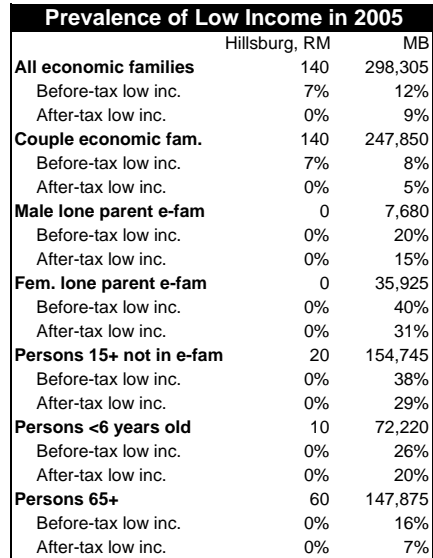 Prevalence of Low Income in 2005
Hillsburg, RM MB
All economic families 140 298,305
Before-tax low inc. 7% 12%
After-tax low inc. 0% 9%
Couple economic fam. 140 247,850
Before-tax low inc. 7% 8%
After-tax low inc. 0% 5%
Male lone parent e-fam 0 7,680
Before-tax low inc. 0% 20%
After-tax low inc. 0% 15%
Fem. lone parent e-fam 0 35,925
Before-tax low inc. 0% 40%
After-tax low inc. 0% 31%
Persons 15+ not in e-fam 20 154,745
Before-tax low inc. 0% 38%
After-tax low inc. 0% 29%
Persons <6 years old 10 72,220
Before-tax low inc. 0% 26%
After-tax low inc. 0% 20%
Persons 65+ 60 147,875
Before-tax low inc. 0% 16%
After-tax low inc. 0% 7%